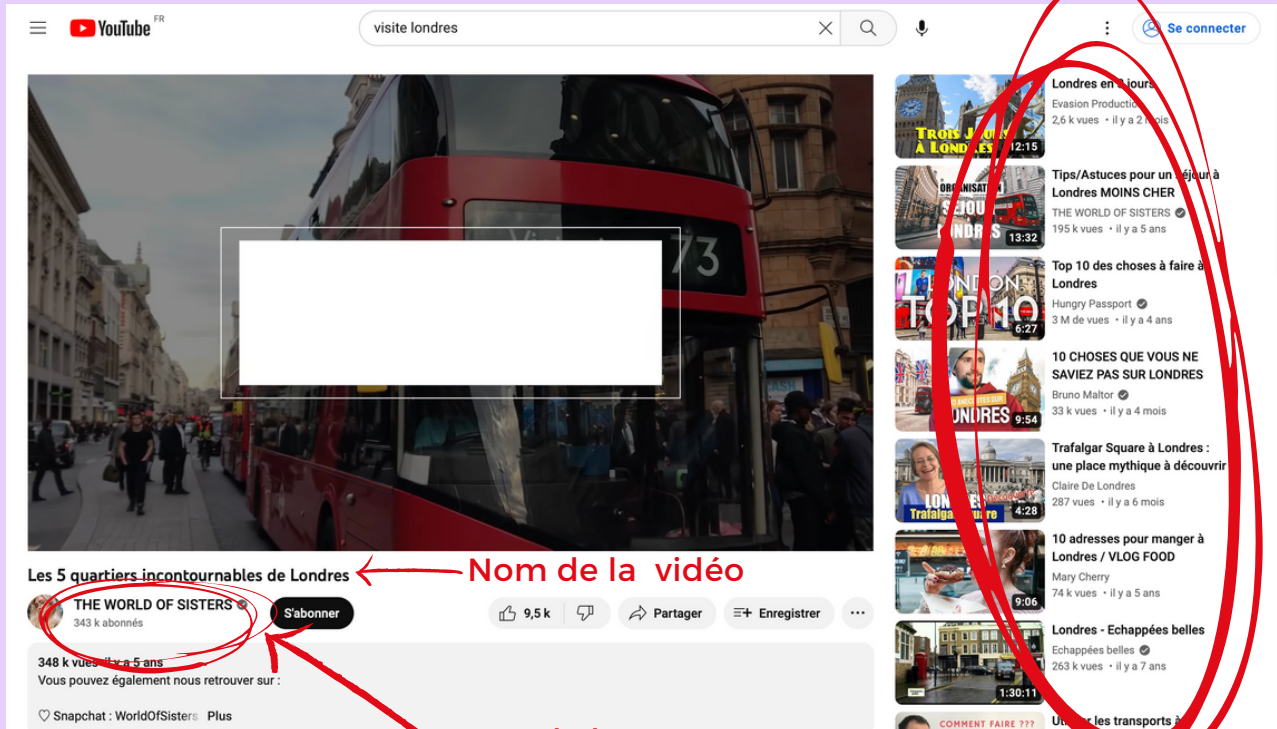 YouTube FR
visite londres
Se connecter
73
Les 5 quartiers incontournables de Londres
Nom de la vidéo
THE WORLD OF SISTERS
343 k abonnés
S'abonner
9,5 k
Partager
Enregistrer
348 k vues il y a 5 ans
Vous pouvez également nous retrouver sur :
♡ Snapchat : WorldOfSisters Plus
TROIS JOURS
À LONDRES
12:15
Londres en jours
Evasion
2,6 k vues • il y a 2 mois
ORGANISATION
SEJOUR
LONDRES
13:32
Tips/Astuces pour un séjour à
Londres MOINS CHER
THE WORLD OF SISTERS
195 k vues • il y a 5 ans
LONDON
TOP 10
6:27
Top 10 des choses à faire à
Londres
Hungry Passport
3 M de vues • il y a 4 ans
10 ANECDOTES SUR
LONDRES
9:54
10 CHOSES QUE VOUS NE
SAVIEZ PAS SUR LONDRES
Bruno Maltor
33 k vues • il y a 4 mois
LONDRES Découverte
Trafalgar Square
4:28
Trafalgar Square à Londres :
une place mythique à découvrir
Claire De Londres
287 vues • il y a 6 mois
9:06
10 adresses pour manger à
Londres / VLOG FOOD
Mary Cherry
74 k vues • il y a 5 ans
1:30:11
Londres - Echappées belles
Echappées belles
263 k vues • il y a 7 ans
COMMENT FAIRE ???
Utiliser les transports à